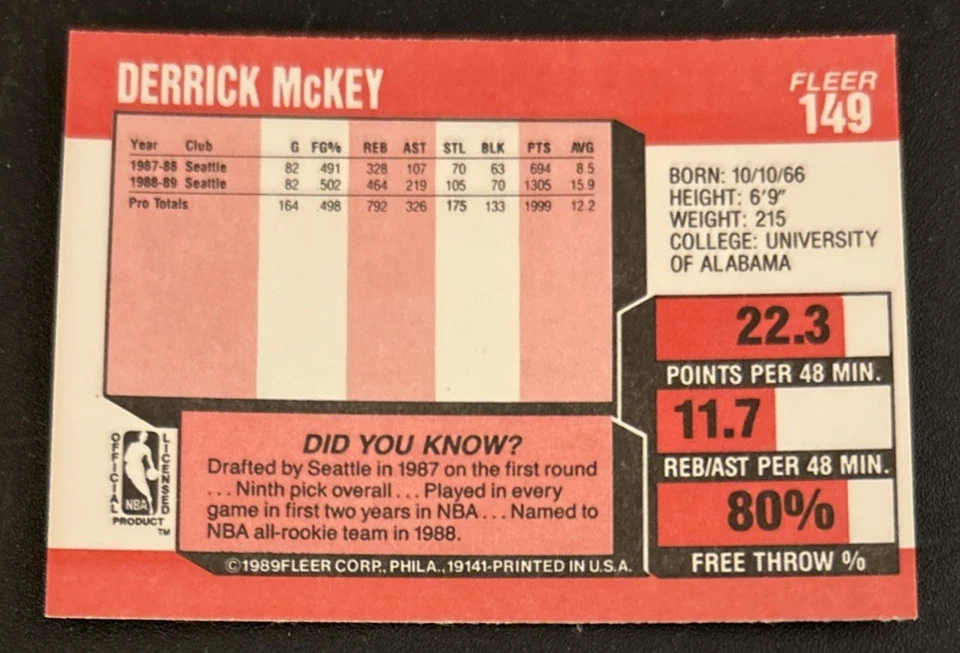 DERRICK McKEY
FLEER
149
Year Club G FG% REB AST STL BLK PTS AVG
1987-88 Seattle 82 .491 328 107 70 63 694 8.5
1988-89 Seattle 82 .502 464 219 105 70 1305 15.9
Pro Totals 164 .498 792 326 175 133 1999 12.2
BORN: 10/10/66
HEIGHT: 6'9"
WEIGHT: 215
COLLEGE: UNIVERSITY
OF ALABAMA
22.3
POINTS PER 48 MIN.
11.7
REB/AST PER 48 MIN.
80%
FREE THROW %
OFFICIAL LICENSED
NBA
PRODUCT
TM
DID YOU KNOW?
Drafted by Seattle in 1987 on the first round
... Ninth pick overall ... Played in every
game in first two years in NBA ... Named to
NBA all-rookie team in 1988.
©1989FLEER CORP., PHILA., 19141-PRINTED IN U.S.A.